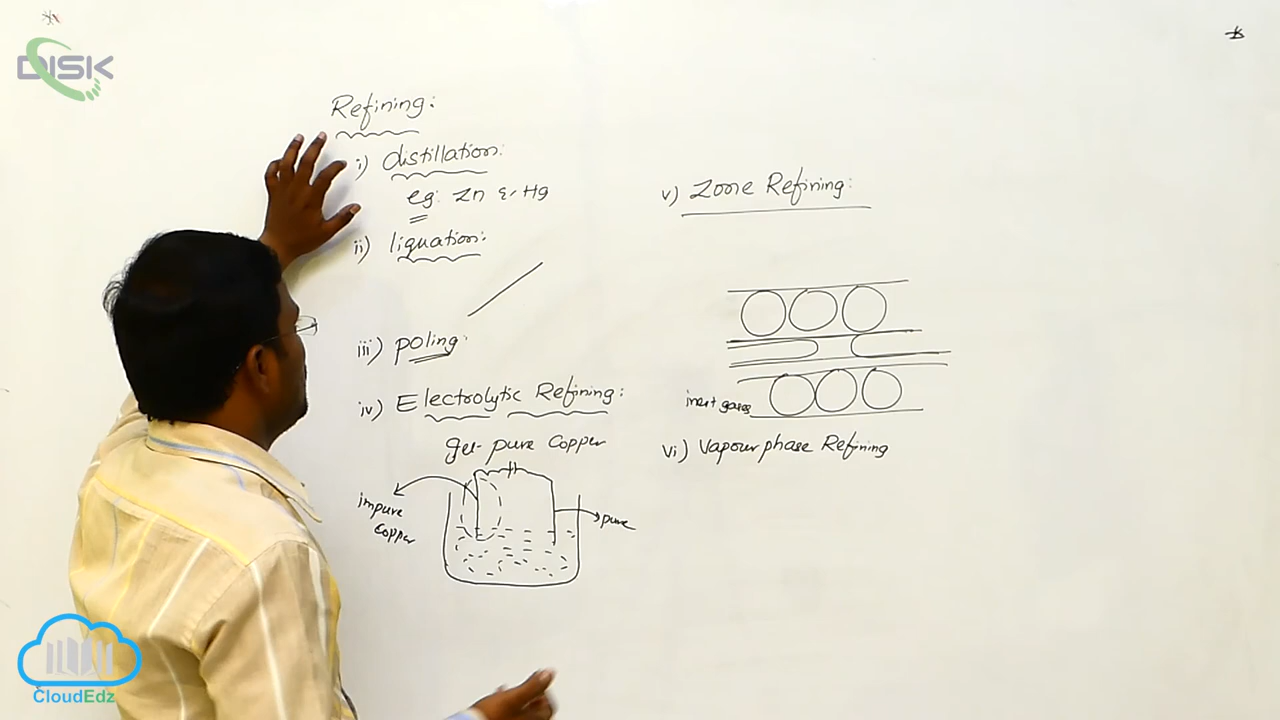 DISK
Refining:
i) distillation:
eg: Zn & Hg
ii) liquation:
iii) poling:
iv) Electrolytic Refining:
get pure Copper
impure
Copper
pure
v) Zone Refining:
inert gases
vi) Vapour phase Refining
CloudEdz